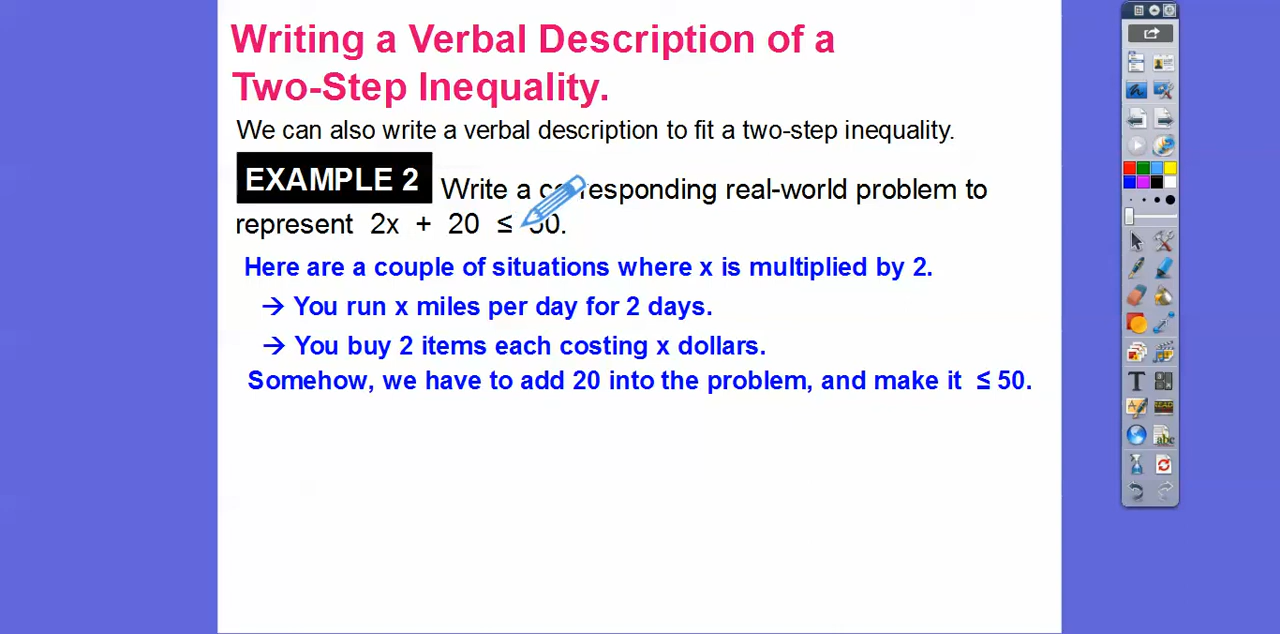 Writing a Verbal Description of a
Two-Step Inequality.
We can also write a verbal description to fit a two-step inequality.
EXAMPLE 2 Write a corresponding real-world problem to
represent 2x + 20 ≤ 50.
Here are a couple of situations where x is multiplied by 2.
→ You run x miles per day for 2 days.
→ You buy 2 items each costing x dollars.
Somehow, we have to add 20 into the problem, and make it ≤ 50.